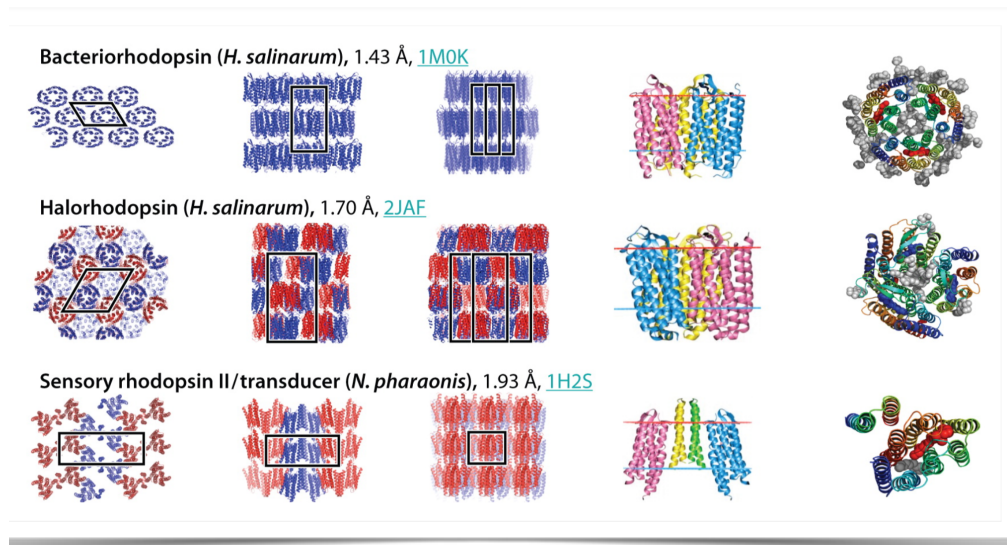 Bacteriorhodopsin (H. salinarum), 1.43 Å, 1M0K
Halorhodopsin (H. salinarum), 1.70 Å, 2JAF
Sensory rhodopsin II/transducer (N. pharaonis), 1.93 Å, 1H2S